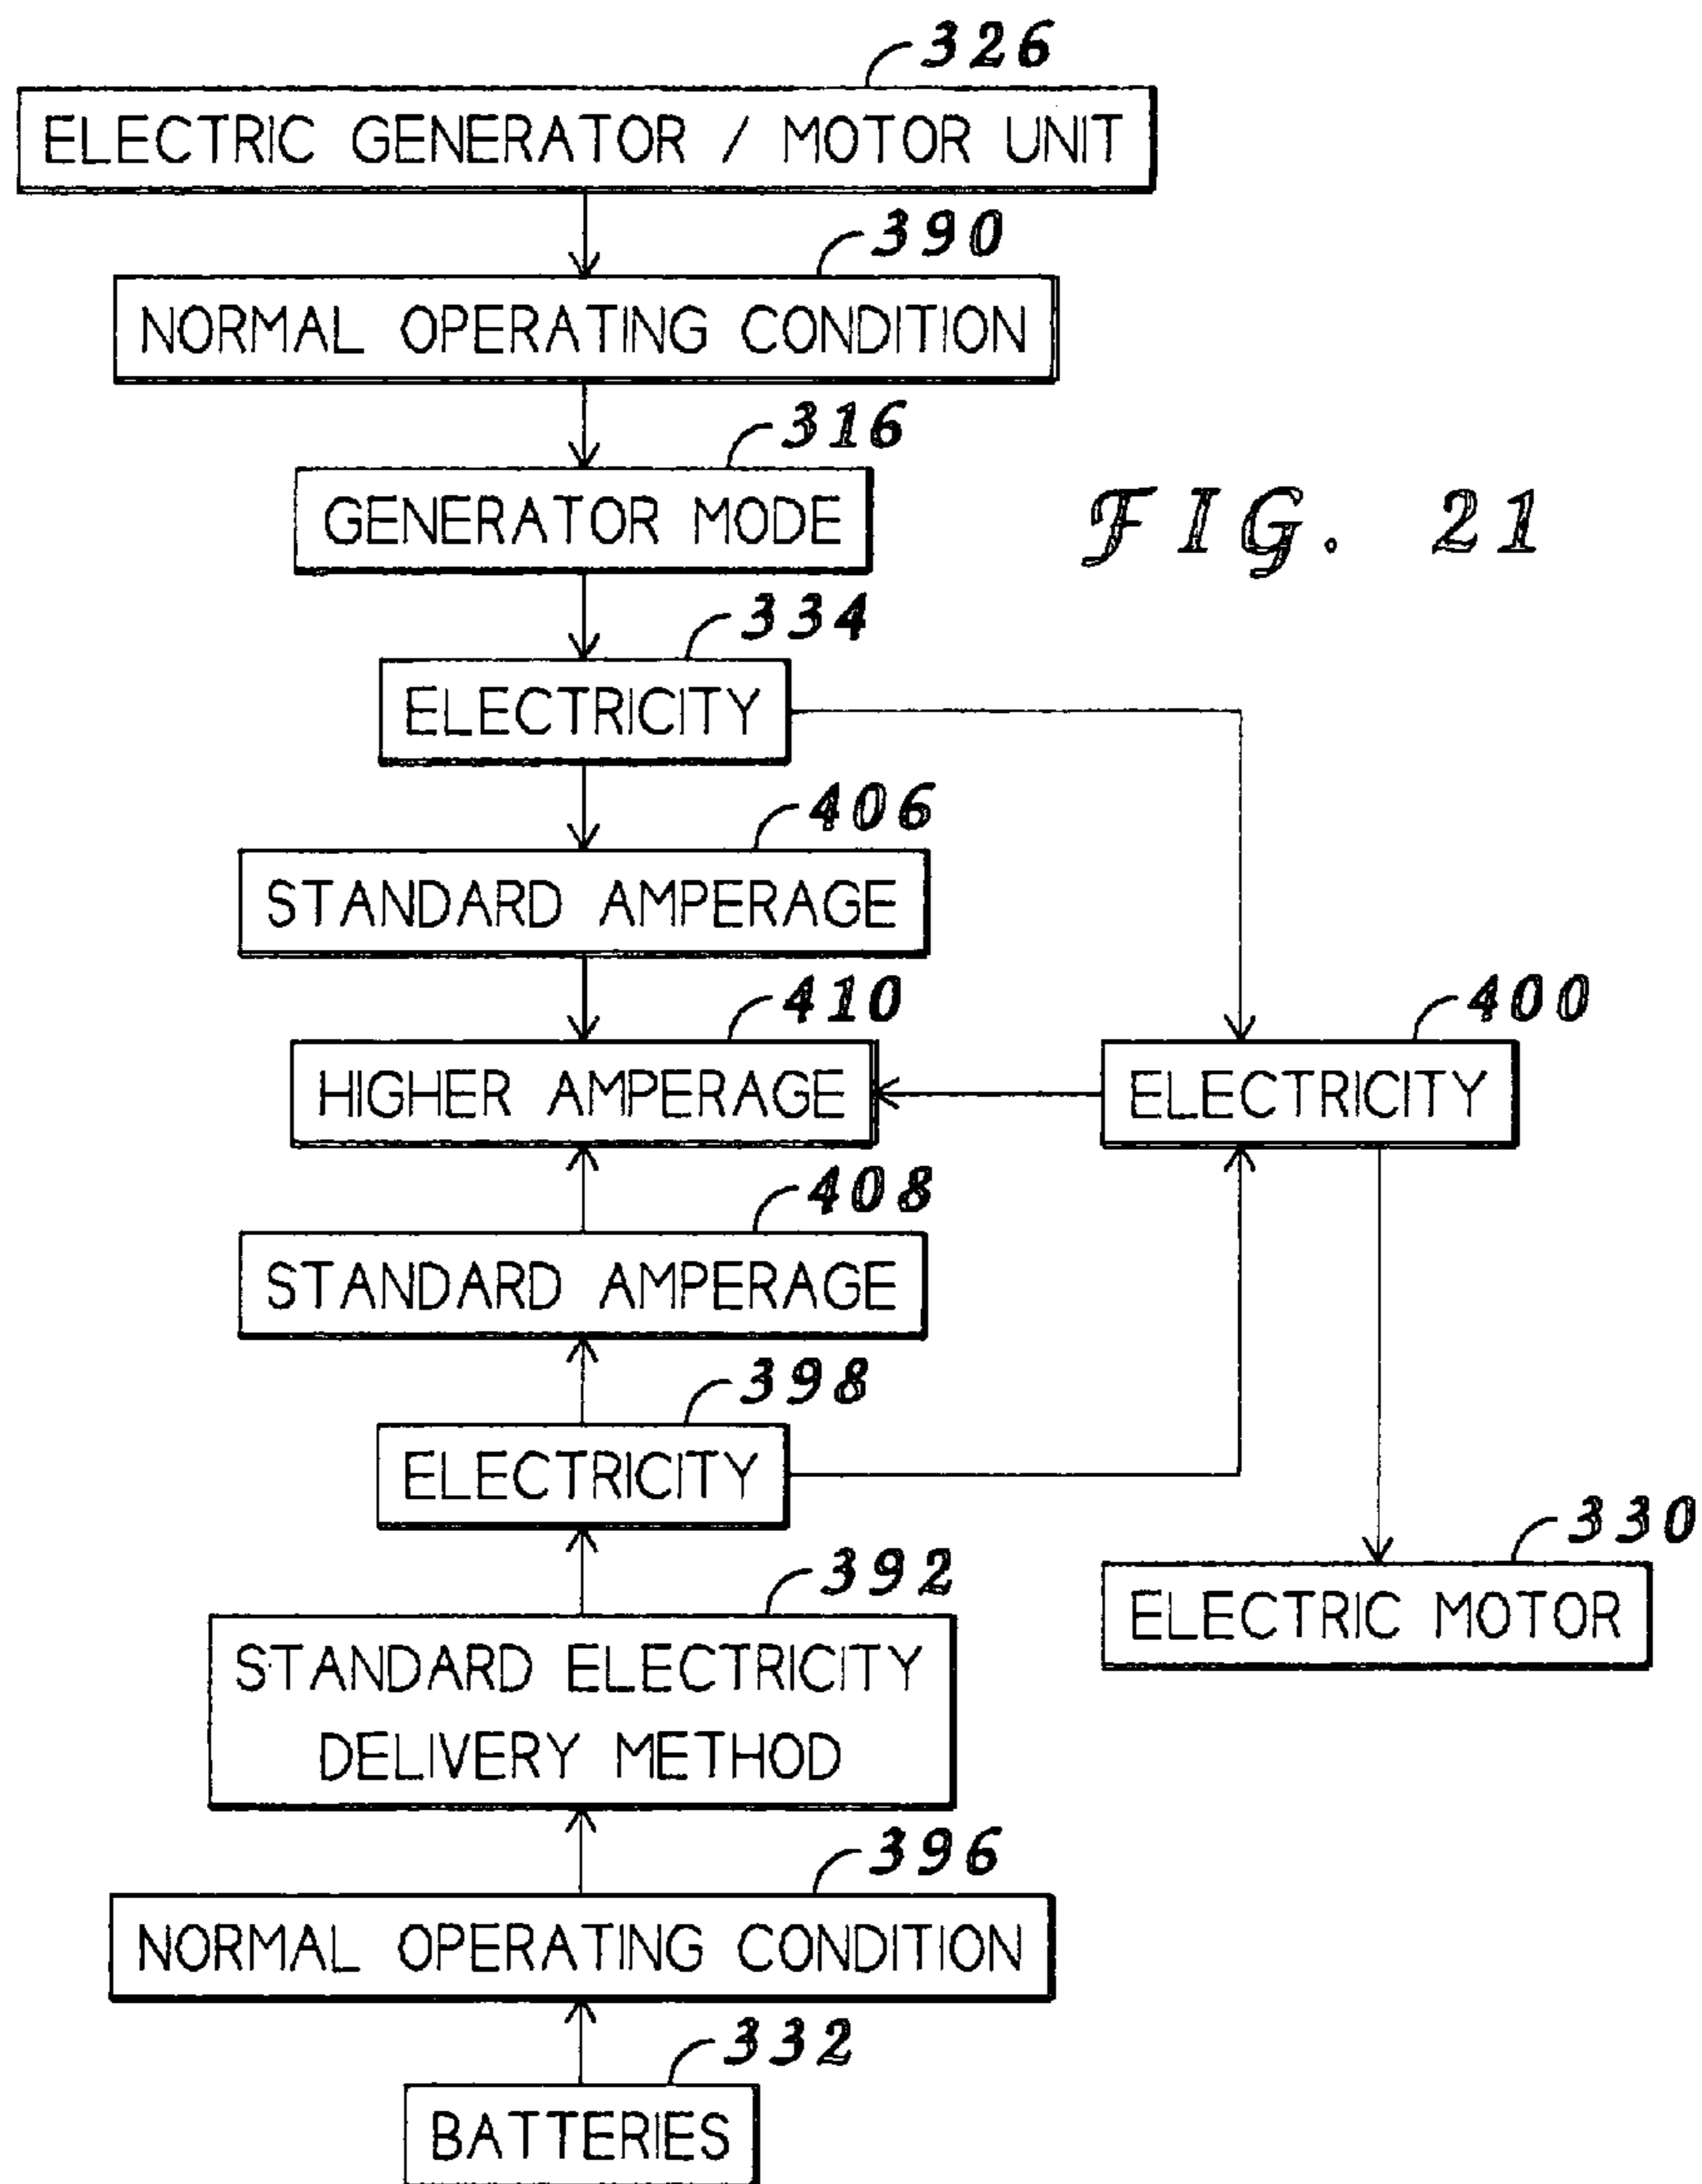 326
ELECTRIC GENERATOR / MOTOR UNIT
390
NORMAL OPERATING CONDITION
316
GENERATOR MODE
FIG. 21
334
ELECTRICITY
406
STANDARD AMPERAGE
410
HIGHER AMPERAGE
400
ELECTRICITY
408
STANDARD AMPERAGE
398
ELECTRICITY
330
ELECTRIC MOTOR
392
STANDARD ELECTRICITY
DELIVERY METHOD
396
NORMAL OPERATING CONDITION
332
BATTERIES